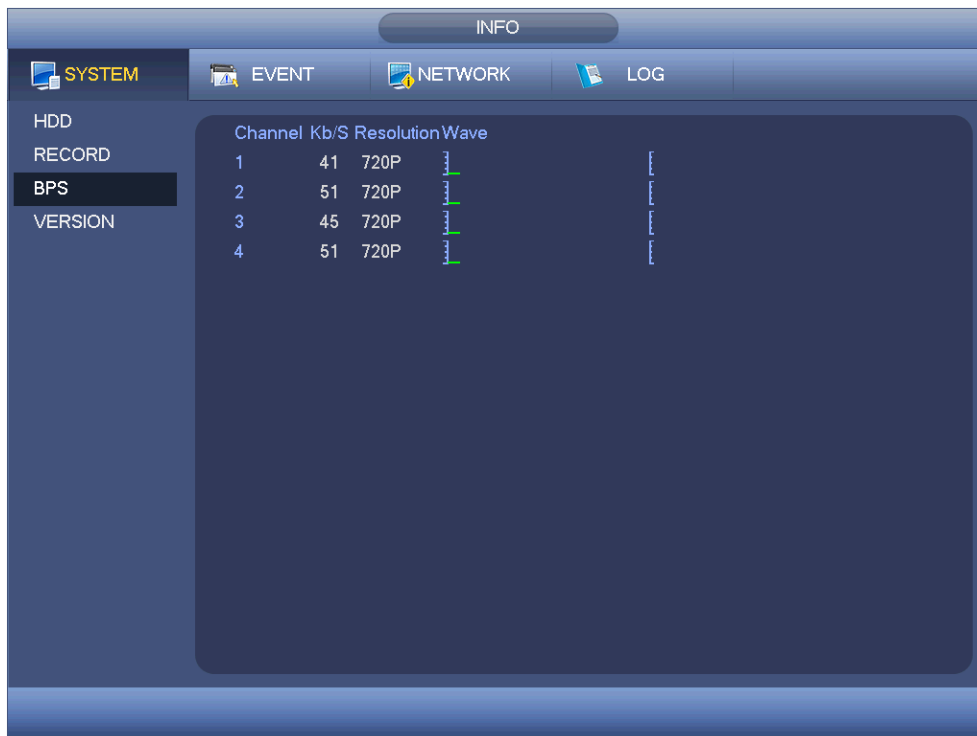 INFO
SYSTEM EVENT NETWORK LOG
HDD
RECORD
BPS
VERSION
Channel Kb/S Resolution Wave
1 41 720P
2 51 720P
3 45 720P
4 51 720P